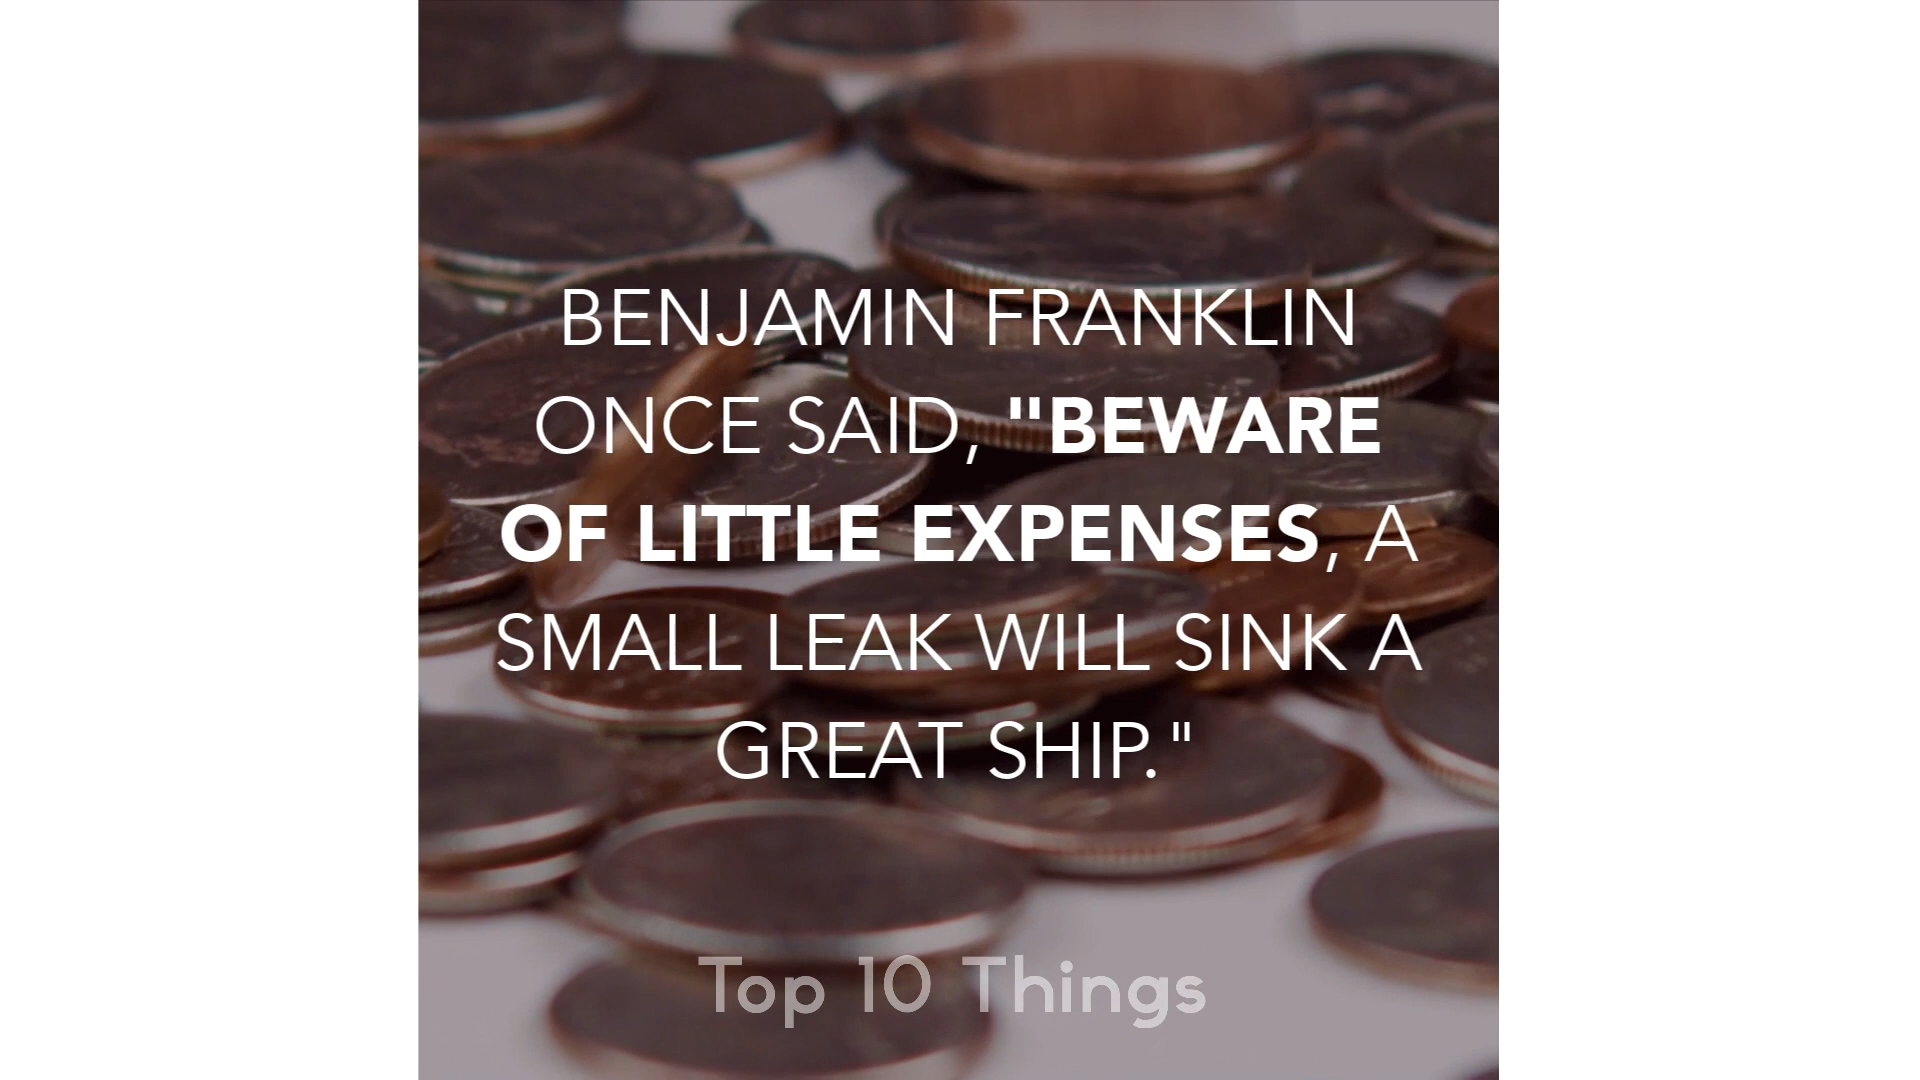 BENJAMIN FRANKLIN
ONCE SAID, "BEWARE
OF LITTLE EXPENSES, A
SMALL LEAK WILL SINK A
GREAT SHIP."
Top 10 Things